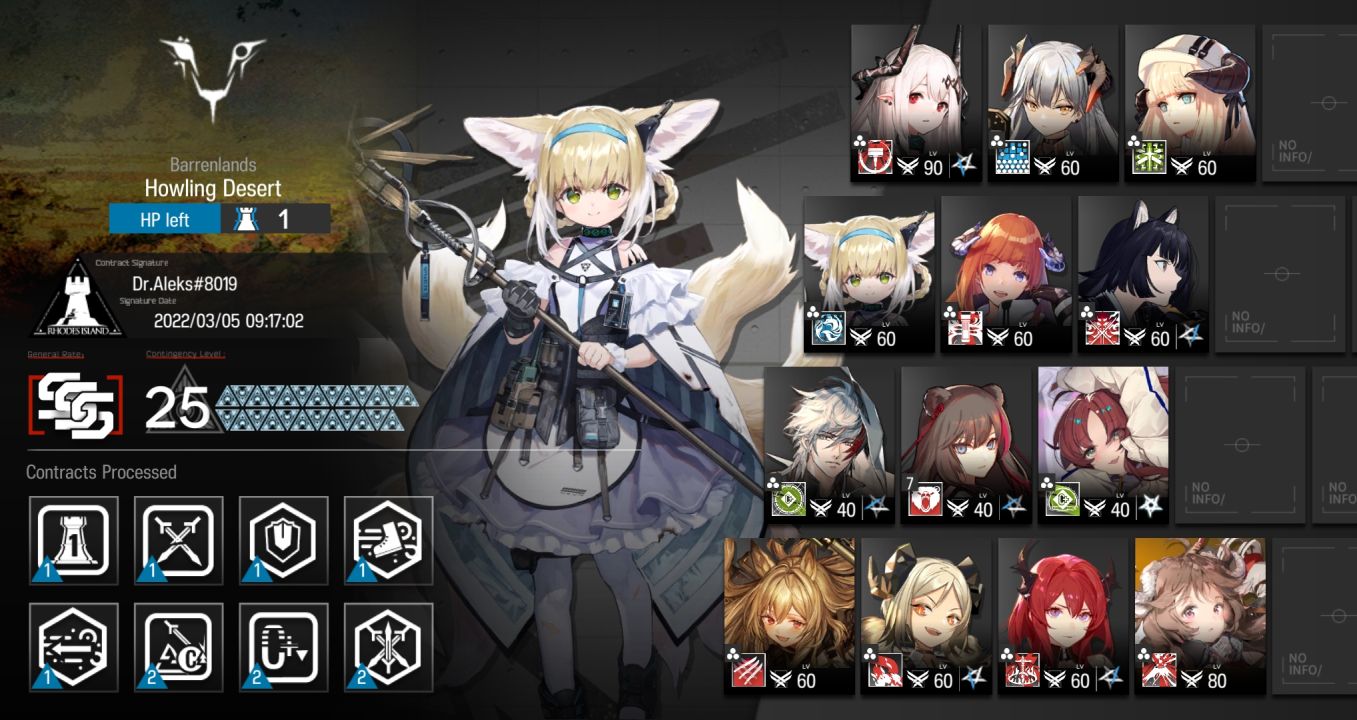 Barrenlands
Howling Desert
HP left 1
Contract Signature
Dr.Aleks#8019
Signature Date
2022/03/05 09:17:02
RHODES ISLAND
General Rate:
Contingency Level:
SSS
25
Contracts Processed
1
1
1
1
1
1
2
2
2
LV
90
LV
60
LV
60
NO
INFO/
LV
60
LV
60
LV
60
NO
INFO/
LV
40
7
LV
40
LV
40
NO
INFO/
NO
INFO/
LV
60
LV
60
LV
60
LV
80
NO
INFO/